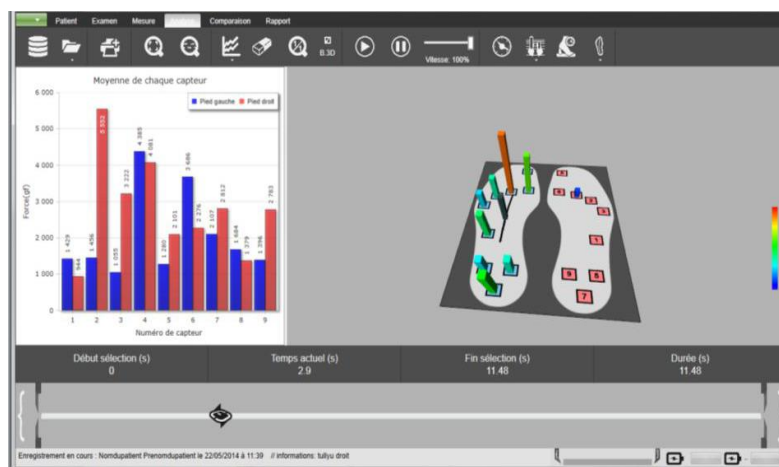 Patient Examen Mesure Comparaison Rapport
B.3D
Vitesse: 100%
Moyenne de chaque capteur
Pied gauche Pied droit
6 000
5 000
4 000
3 000
2 000
1 000
0
Force(gf)
1 429 944 1 456 5 552 1 055 3 222 4 385 4 081 1 280 2 101 3 686 2 276 2 107 2 812 1 684 1 379 1 396 2 783
1 2 3 4 5 6 7 8 9
Numéro de capteur
1
9
7
Début sélection (s) Temps actuel (s) Fin sélection (s) Durée (s)
0 2.9 11.48 11.48
Enregistrement en cours : Nomdupatient Prenomdupatient le 22/05/2014 à 11:39 // informations: tullyu droit